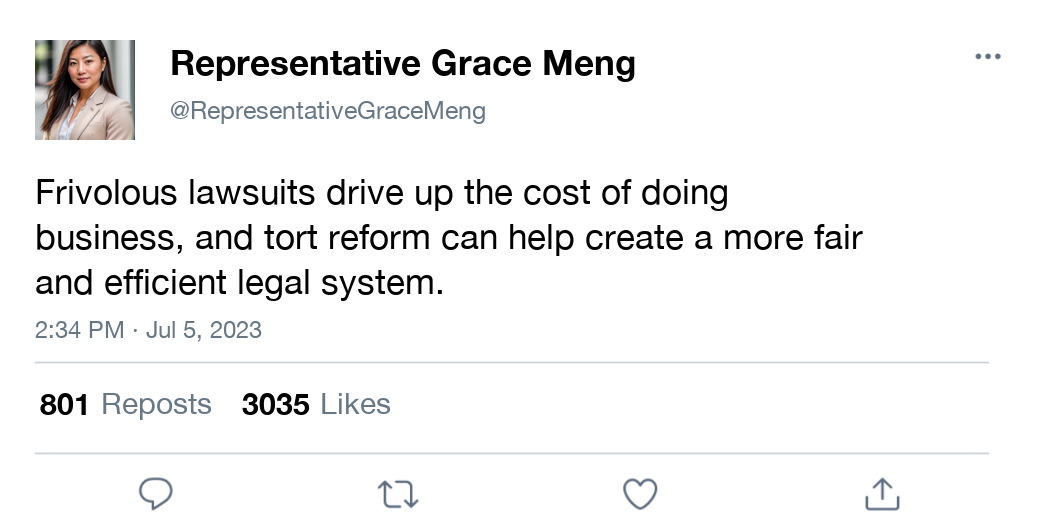 Representative Grace Meng
@RepresentativeGraceMeng
Frivolous lawsuits drive up the cost of doing
business, and tort reform can help create a more fair
and efficient legal system.
2:34 PM · Jul 5, 2023
801 Reposts 3035 Likes